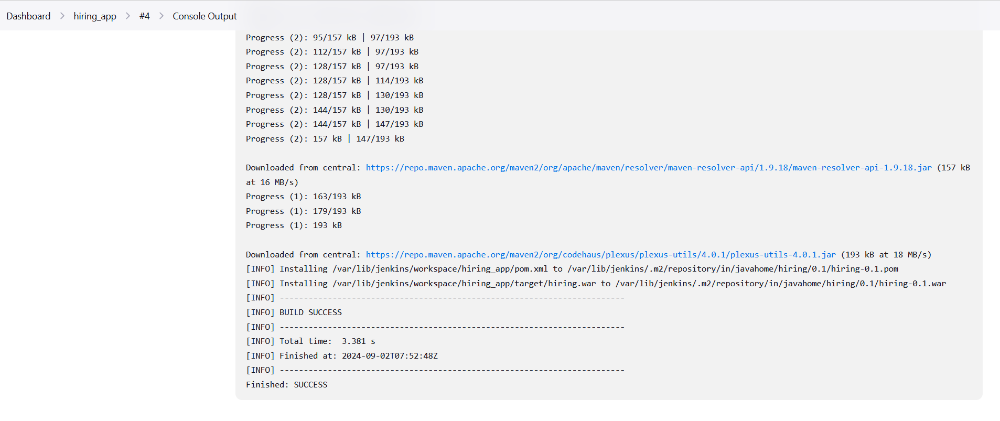 Dashboard > hiring_app > #4 > Console Output
Progress (2): 95/157 kB | 97/193 kB
Progress (2): 112/157 kB | 97/193 kB
Progress (2): 128/157 kB | 97/193 kB
Progress (2): 128/157 kB | 114/193 kB
Progress (2): 128/157 kB | 130/193 kB
Progress (2): 144/157 kB | 130/193 kB
Progress (2): 144/157 kB | 147/193 kB
Progress (2): 157 kB | 147/193 kB
Downloaded from central: https://repo.maven.apache.org/maven2/org/apache/maven/resolver/maven-resolver-api/1.9.18/maven-resolver-api-1.9.18.jar (157 kB
at 16 MB/s)
Progress (1): 163/193 kB
Progress (1): 179/193 kB
Progress (1): 193 kB
Downloaded from central: https://repo.maven.apache.org/maven2/org/codehaus/plexus/plexus-utils/4.0.1/plexus-utils-4.0.1.jar (193 kB at 18 MB/s)
[INFO] Installing /var/lib/jenkins/workspace/hiring_app/pom.xml to /var/lib/jenkins/.m2/repository/in/javahome/hiring/0.1/hiring-0.1.pom
[INFO] Installing /var/lib/jenkins/workspace/hiring_app/target/hiring.war to /var/lib/jenkins/.m2/repository/in/javahome/hiring/0.1/hiring-0.1.war
[INFO] ------------------------------------------------------------------------
[INFO] BUILD SUCCESS
[INFO] ------------------------------------------------------------------------
[INFO] Total time:  3.381 s
[INFO] Finished at: 2024-09-02T07:52:48Z
[INFO] ------------------------------------------------------------------------
Finished: SUCCESS